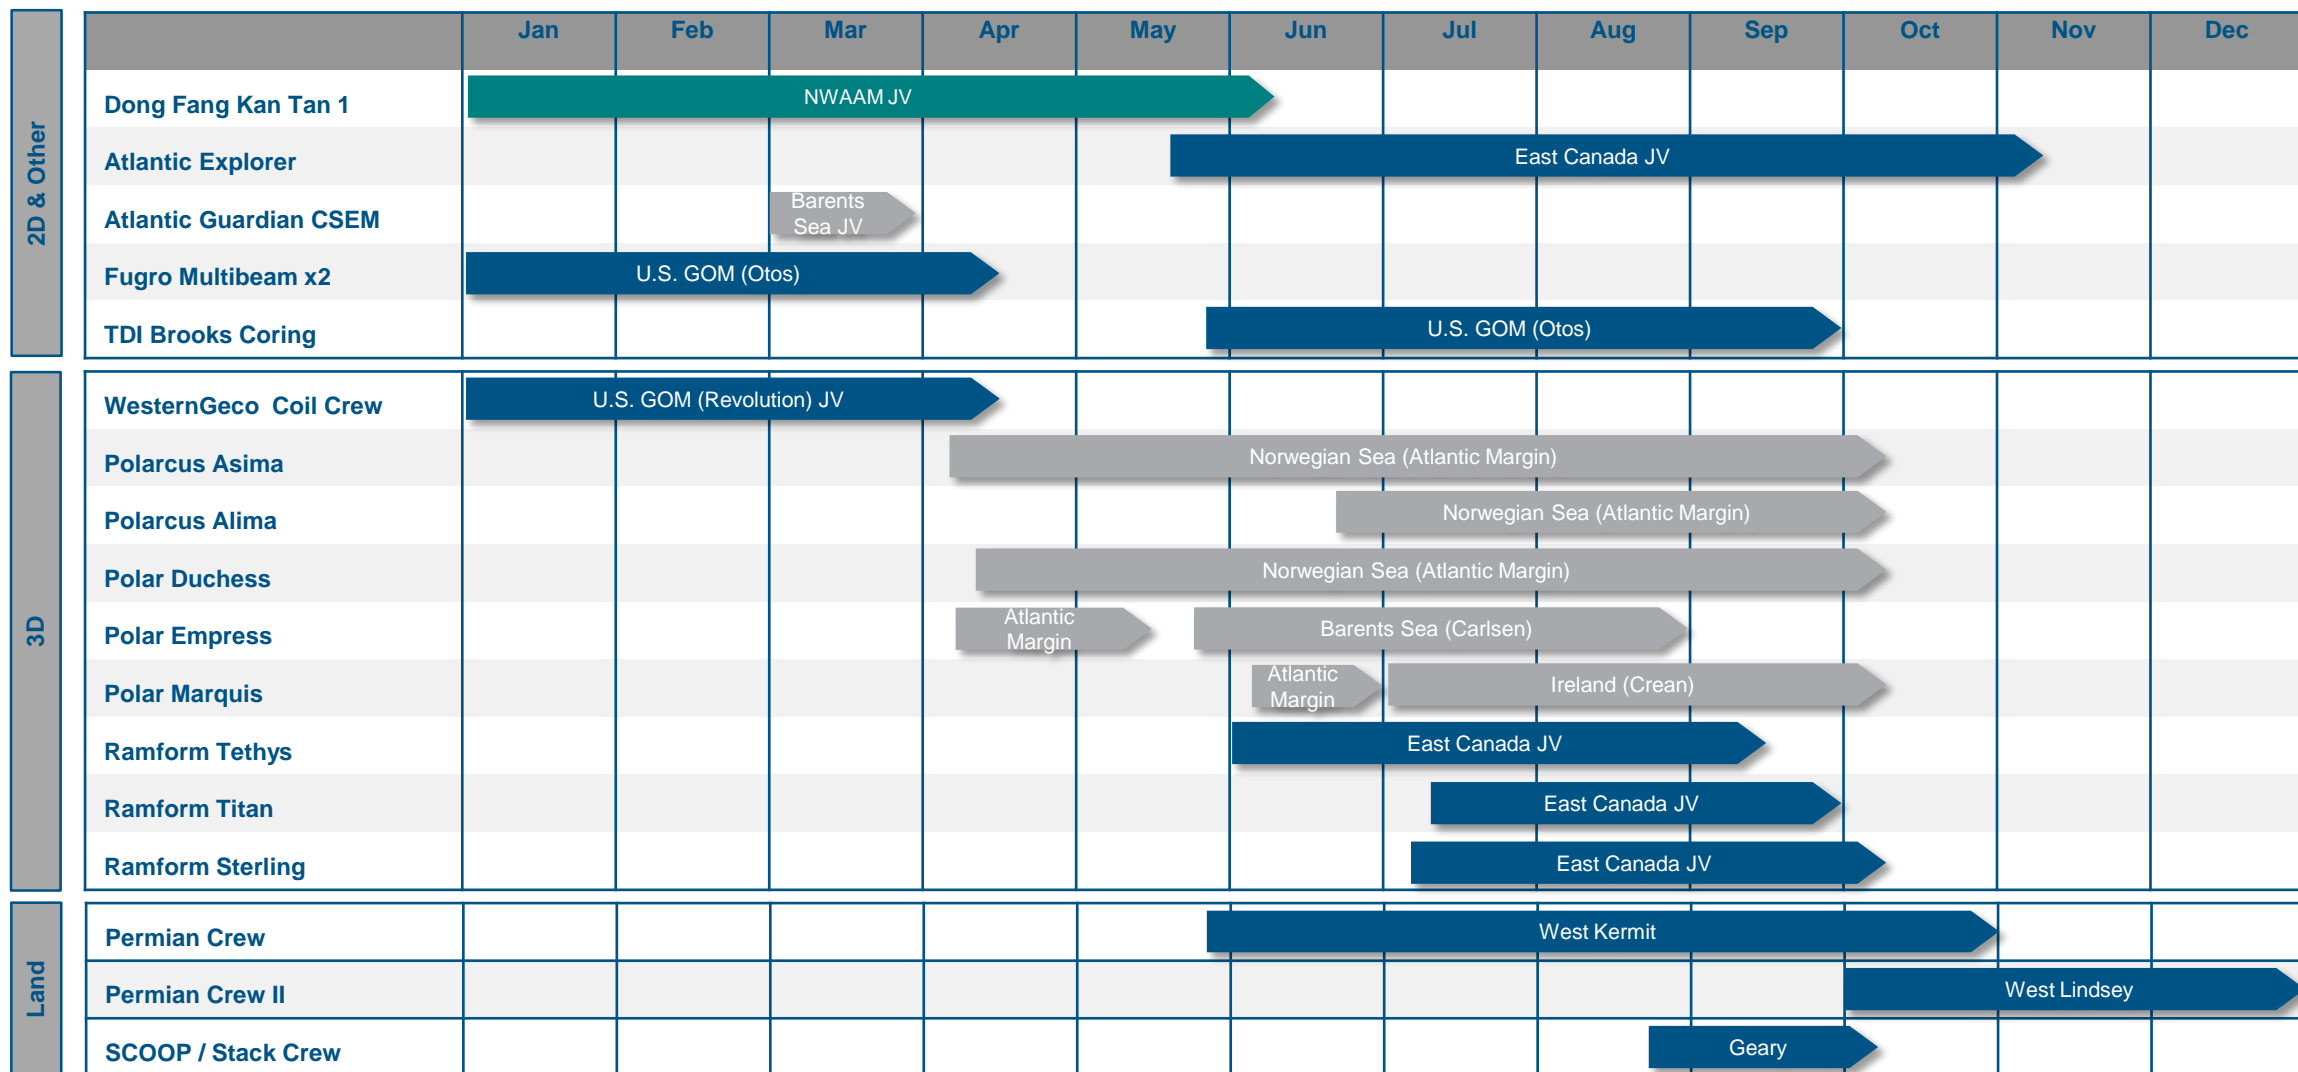 Jan Feb Mar Apr May Jun Jul Aug Sep Oct Nov Dec
2D & Other
Dong Fang Kan Tan 1 NWAAM JV
Atlantic Explorer East Canada JV
Atlantic Guardian CSEM Barents
Sea JV
Fugro Multibeam x2 U.S. GOM (Otos)
TDI Brooks Coring U.S. GOM (Otos)
3D
WesternGeco Coil Crew U.S. GOM (Revolution) JV
Polarcus Asima Norwegian Sea (Atlantic Margin)
Polarcus Alima Norwegian Sea (Atlantic Margin)
Polar Duchess Norwegian Sea (Atlantic Margin)
Polar Empress Atlantic
Margin Barents Sea (Carlsen)
Polar Marquis Atlantic
Margin Ireland (Crean)
Ramform Tethys East Canada JV
Ramform Titan East Canada JV
Ramform Sterling East Canada JV
Land
Permian Crew West Kermit
Permian Crew II West Lindsey
SCOOP / Stack Crew Geary